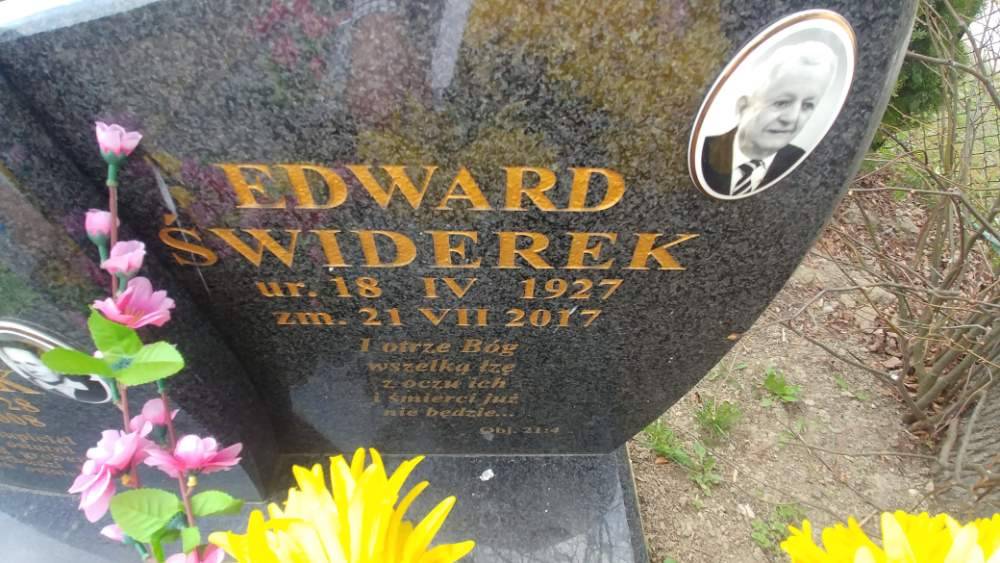 EDWARD
ŚWIDEREK
ur. 18 IV 1927
zm. 21 VII 2017
I otrze Bóg
wszelką łzę
z oczu ich
i śmierci już
nie będzie...
Obj. 21:4
K
28